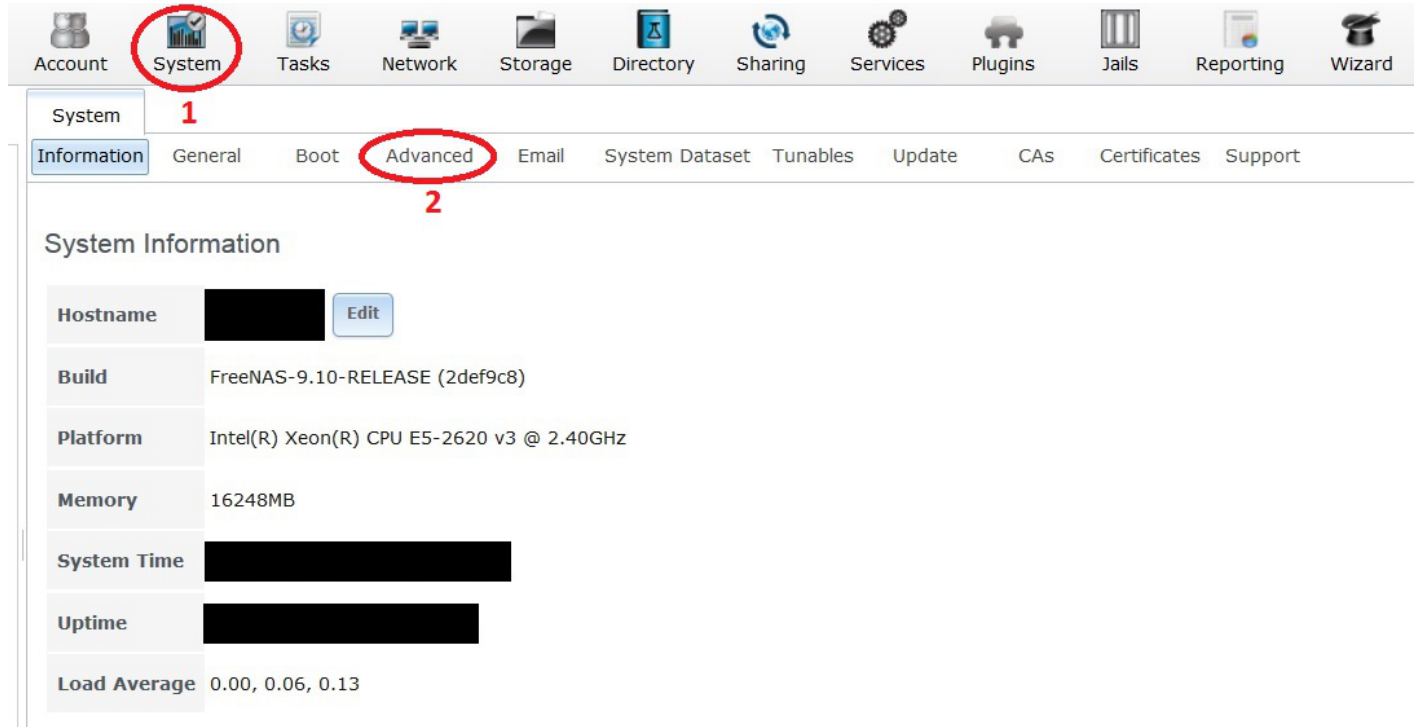 Account System Tasks Network Storage Directory Sharing Services Plugins Jails Reporting Wizard
System 1
Information General Boot Advanced Email System Dataset Tunables Update CAs Certificates Support
2
System Information
Hostname Edit
Build FreeNAS-9.10-RELEASE (2def9c8)
Platform Intel(R) Xeon(R) CPU E5-2620 v3 @ 2.40GHz
Memory 16248MB
System Time
Uptime
Load Average 0.00, 0.06, 0.13